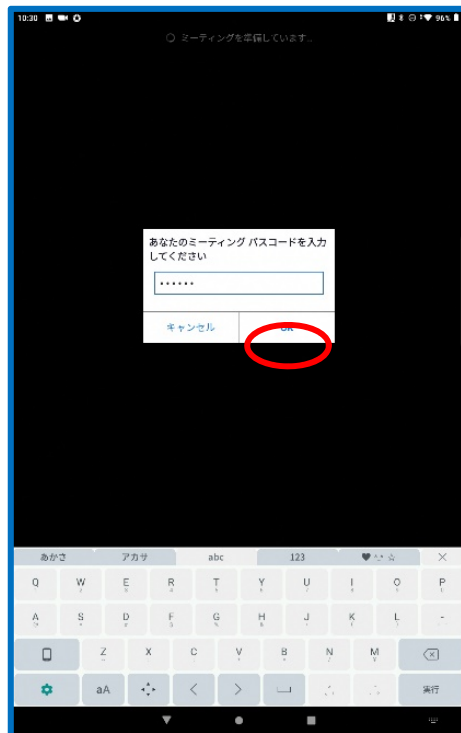 10:30
96%
ミーティングを準備しています...
あなたのミーティング パスコードを入力
してください
......
キャンセル
OK
あかさ アカサ abc 123 ♥ ☆ ×
Q W E R T Y U I O P
A S D F G H J K L -
Z X C V B N M
aA < > 実行